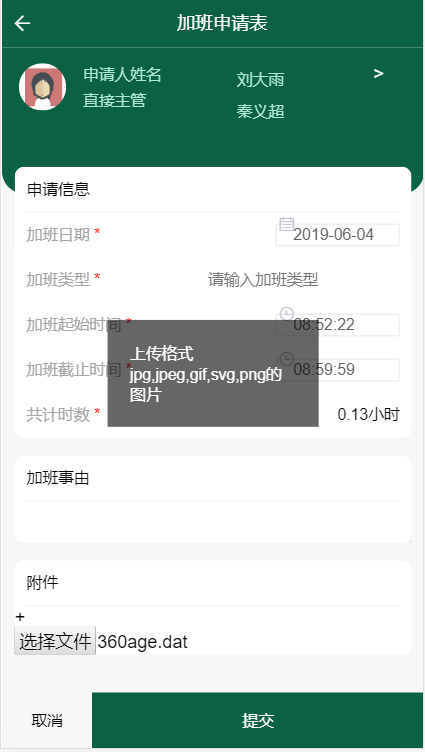 加班申请表
申请人姓名 刘大雨 >
直接主管 秦义超
申请信息
加班日期 * 2019-06-04
加班类型 * 请输入加班类型
加班起始时间 * 08:52:22
加班截止时间 * 08:59:59
上传格式
jpg,jpeg,gif,svg,png的
图片
共计时数 * 0.13小时
加班事由
附件
+
选择文件 360age.dat
取消 提交